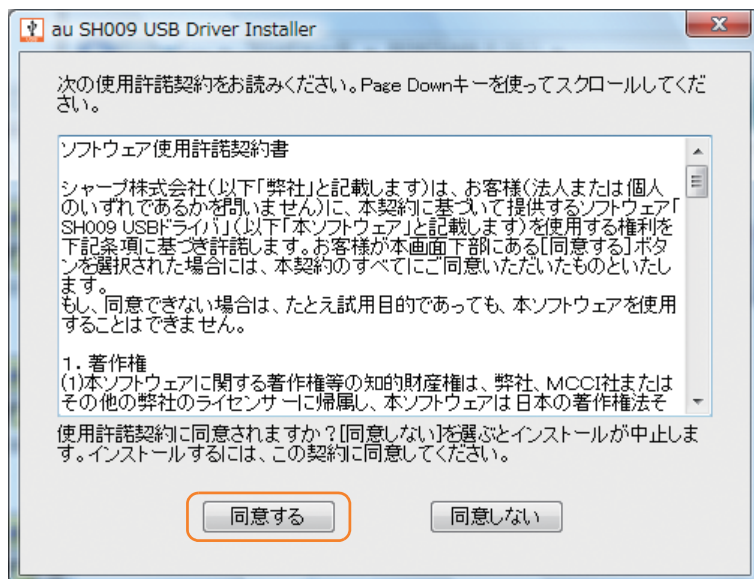 au SH009 USB Driver Installer
次の使用許諾契約をお読みください。Page Downキーを使ってスクロールしてくだ
さい。
ソフトウェア使用許諾契約書
シャープ株式会社(以下「弊社」と記載します)は、お客様(法人または個人
のいずれであるかを問いません)に、本契約に基づいて提供するソフトウェア「
SH009 USBドライバ」(以下「本ソフトウェア」と記載します)を使用する権利を
下記条項に基づき許諾します。お客様が本画面下部にある[同意する]ボタ
ンを選択された場合には、本契約のすべてにご同意いただいたものといたし
ます。
もし、同意できない場合は、たとえ試用目的であっても、本ソフトウェアを使用
することはできません。
1. 著作権
(1)本ソフトウェアに関する著作権等の知的財産権は、弊社、MCCI社または
その他の弊社のライセンサーに帰属し、本ソフトウェアは日本の著作権法そ
使用許諾契約に同意されますか?[同意しない]を選ぶとインストールが中止しま
す。インストールするには、この契約に同意してください。
同意する
同意しない